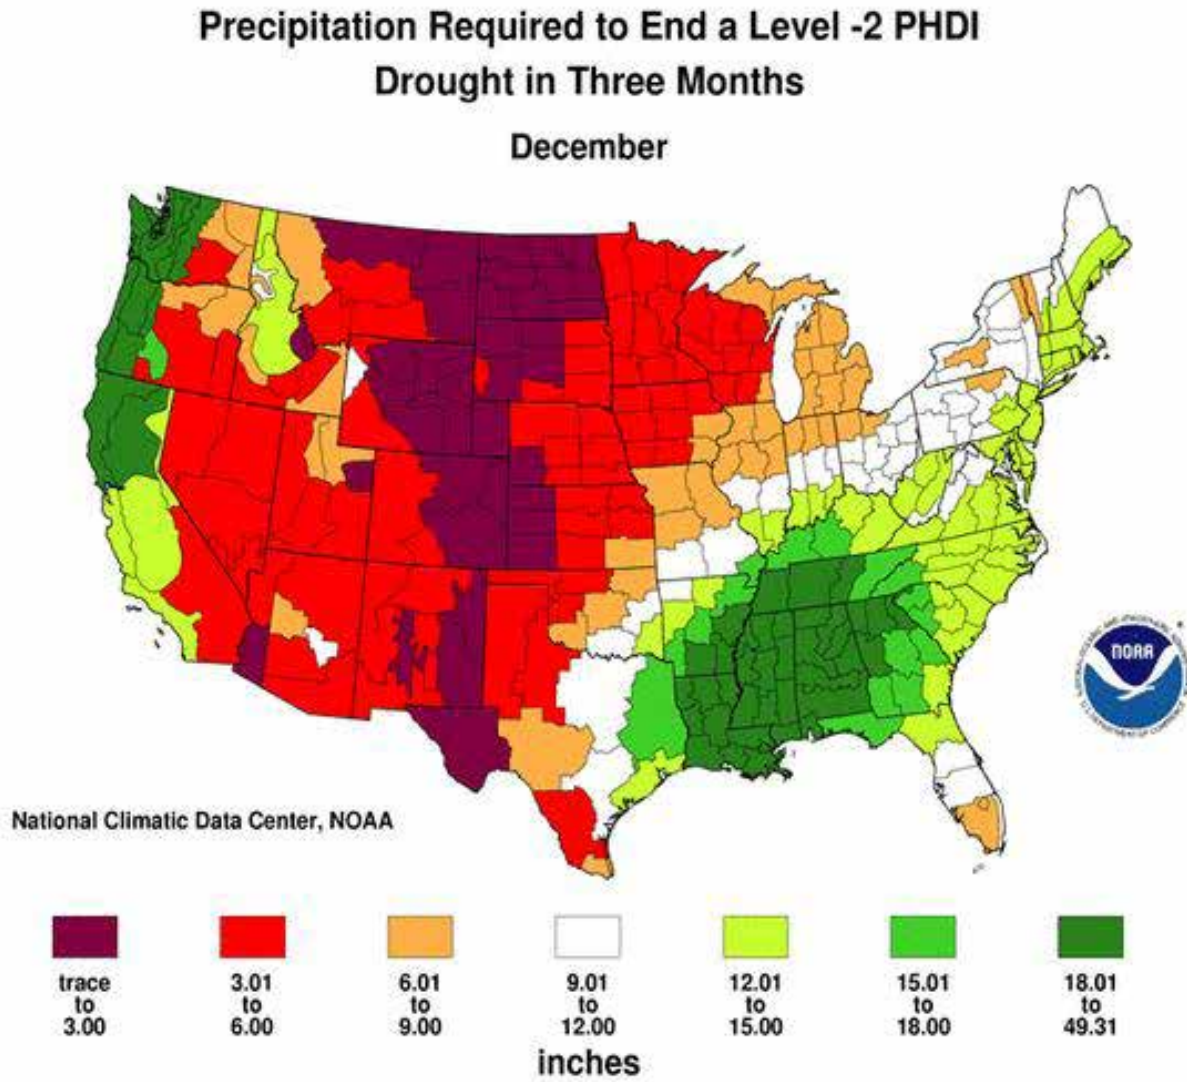 Precipitation Required to End a Level -2 PHDI
Drought in Three Months
December
NOAA
National Climatic Data Center, NOAA
trace
to
3.00
3.01
to
6.00
6.01
to
9.00
9.01
to
12.00
12.01
to
15.00
15.01
to
18.00
18.01
to
49.31
inches